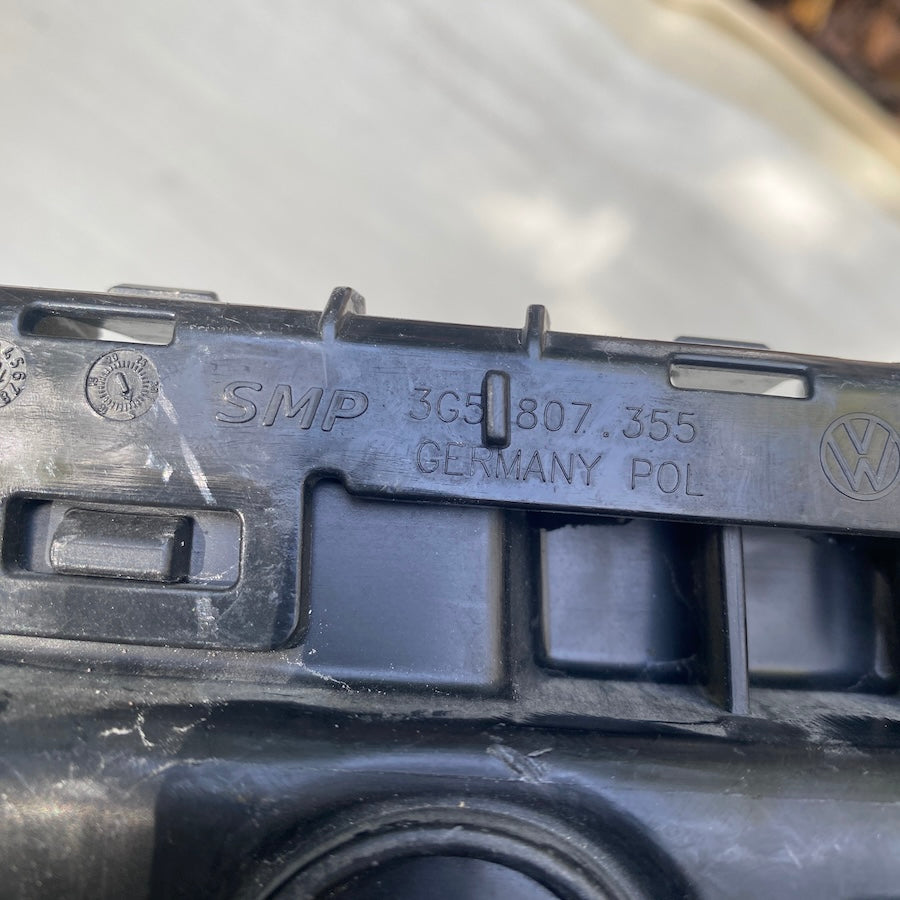 SMP 3G5 807.355
GERMANY POL